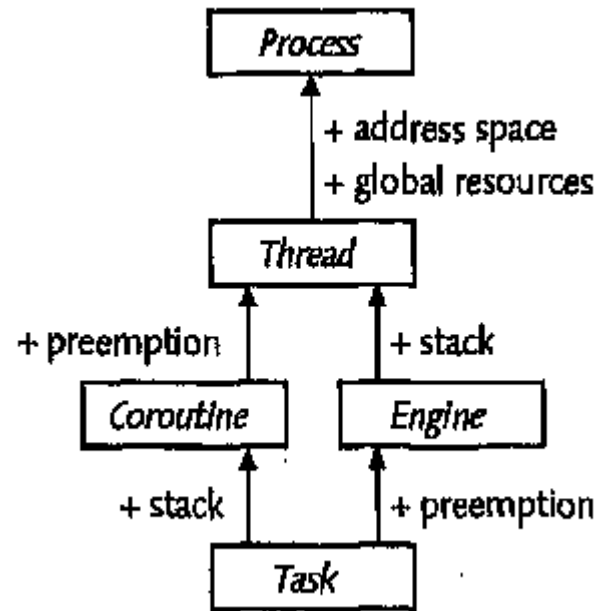 Process
+ address space
+ global resources
Thread
+ preemption
+ stack
Coroutine
Engine
+ stack
+ preemption
Task